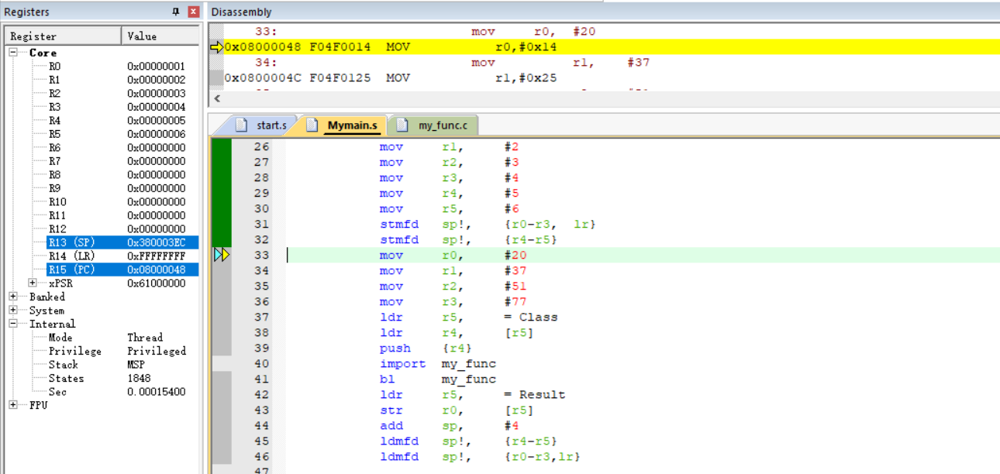 Registers
Register Value
Core
R0 0x00000001
R1 0x00000002
R2 0x00000003
R3 0x00000004
R4 0x00000005
R5 0x00000006
R6 0x00000000
R7 0x00000000
R8 0x00000000
R9 0x00000000
R10 0x00000000
R11 0x00000000
R12 0x00000000
R13 (SP) 0x380003EC
R14 (LR) 0xFFFFFFFF
R15 (PC) 0x08000048
xPSR 0x61000000
Banked
System
Internal
Mode Thread
Privilege Privileged
Stack MSP
States 1848
Sec 0.00015400
FPU
Disassembly
33: mov r0, #20
0x08000048 F04F0014 MOV r0,#0x14
34: mov r1, #37
0x0800004C F04F0125 MOV r1,#0x25
start.s Mymain.s my_func.c
26 mov r1, #2
27 mov r2, #3
28 mov r3, #4
29 mov r4, #5
30 mov r5, #6
31 stmfd sp!, {r0-r3, lr}
32 stmfd sp!, {r4-r5}
33 mov r0, #20
34 mov r1, #37
35 mov r2, #51
36 mov r3, #77
37 ldr r5, = Class
38 ldr r4, [r5]
39 push {r4}
40 import my_func
41 bl my_func
42 ldr r5, = Result
43 str r0, [r5]
44 add sp, #4
45 ldmfd sp!, {r4-r5}
46 ldmfd sp!, {r0-r3,lr}
47